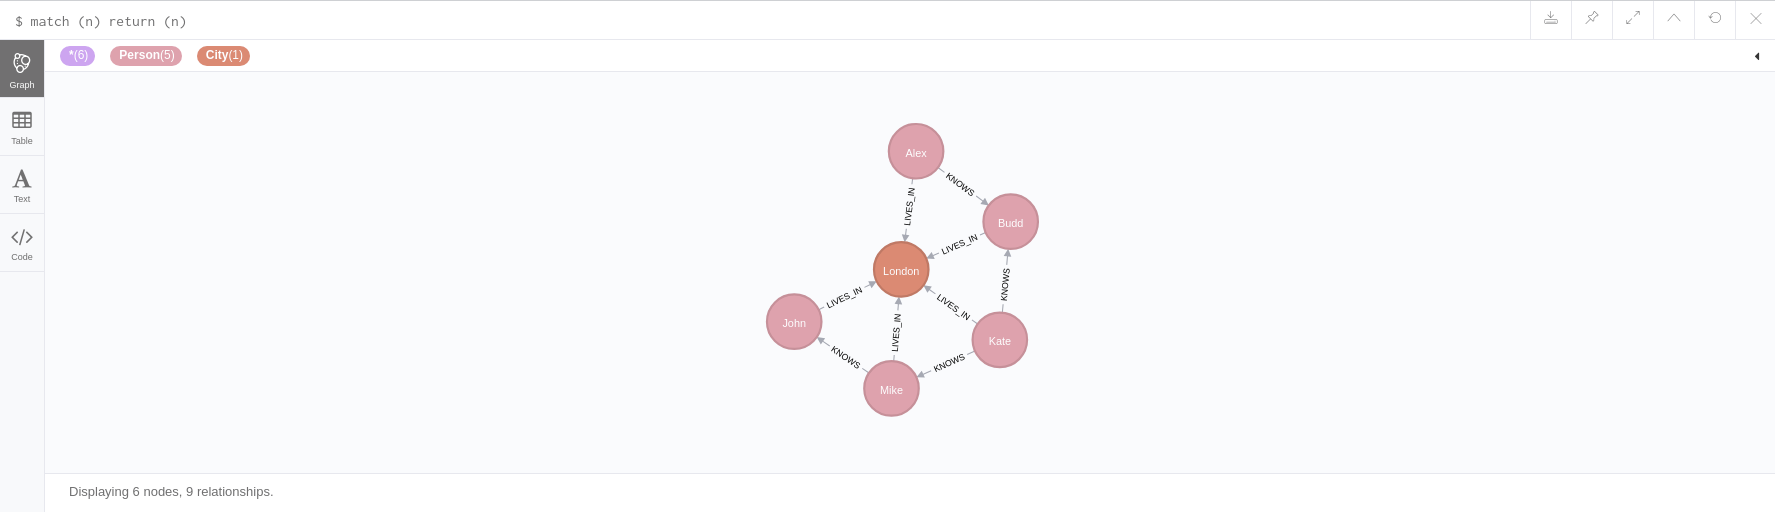 $ match (n) return (n)
*(6) Person(5) City(1)
Graph
Table
Text
Code
Alex
KNOWS
LIVES_IN
Budd
LIVES_IN
London
KNOWS
LIVES_IN
LIVES_IN
John
LIVES_IN
Kate
KNOWS
KNOWS
Mike
Displaying 6 nodes, 9 relationships.